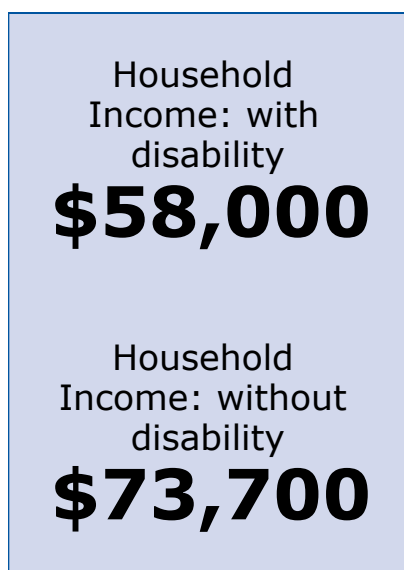 Household
Income: with
disability
$58,000
Household
Income: without
disability
$73,700